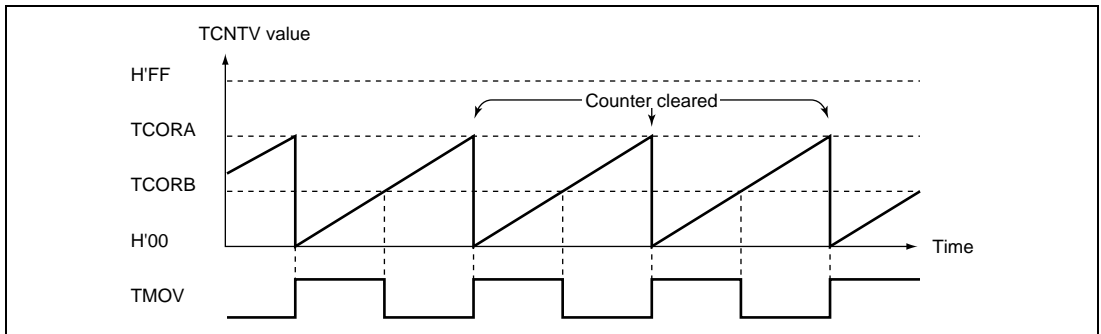 TCNTV value
H'FF
Counter cleared
TCORA
TCORB
H'00
Time
TMOV